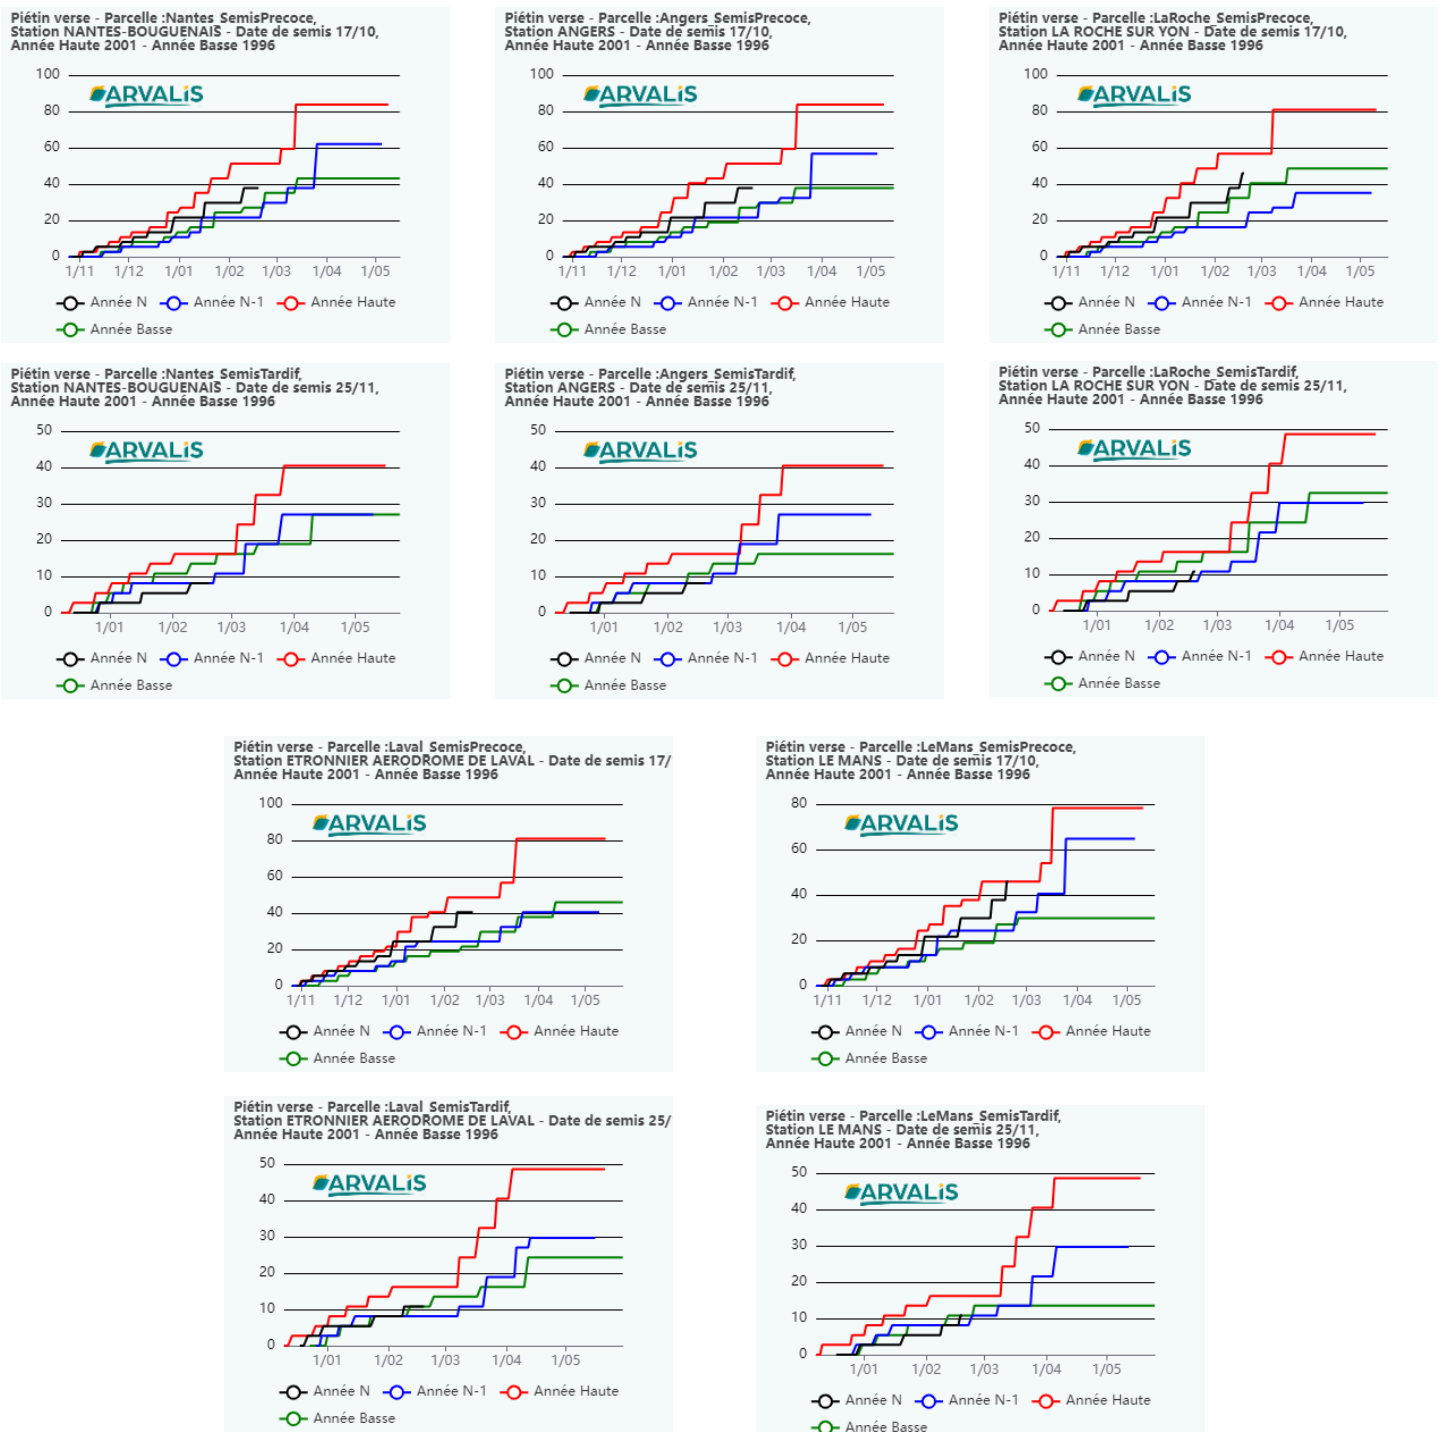 Piétin verse - Parcelle :Nantes_SemisPrecoce,
Station NANTES-BOUGUENAIS - Date de semis 17/10,
Année Haute 2001 - Année Basse 1996
100
80
60
40
20
0
ARVALIS
1/11 1/12 1/01 1/02 1/03 1/04 1/05
Année N Année N-1 Année Haute
Année Basse
Piétin verse - Parcelle :Angers_SemisPrecoce,
Station ANGERS - Date de semis 17/10,
Année Haute 2001 - Année Basse 1996
100
80
60
40
20
0
ARVALIS
1/11 1/12 1/01 1/02 1/03 1/04 1/05
Année N Année N-1 Année Haute
Année Basse
Piétin verse - Parcelle :LaRoche_SemisPrecoce,
Station LA ROCHE SUR YON - Date de semis 17/10,
Année Haute 2001 - Année Basse 1996
100
80
60
40
20
0
ARVALIS
1/11 1/12 1/01 1/02 1/03 1/04 1/05
Année N Année N-1 Année Haute
Année Basse
Piétin verse - Parcelle :Nantes_SemisTardif,
Station NANTES-BOUGUENAIS - Date de semis 25/11,
Année Haute 2001 - Année Basse 1996
50
40
30
20
10
0
ARVALIS
1/01 1/02 1/03 1/04 1/05
Année N Année N-1 Année Haute
Année Basse
Piétin verse - Parcelle :Angers_SemisTardif,
Station ANGERS - Date de semis 25/11,
Année Haute 2001 - Année Basse 1996
50
40
30
20
10
0
ARVALIS
1/01 1/02 1/03 1/04 1/05
Année N Année N-1 Année Haute
Année Basse
Piétin verse - Parcelle :LaRoche_SemisTardif,
Station LA ROCHE SUR YON - Date de semis 25/11,
Année Haute 2001 - Année Basse 1996
50
40
30
20
10
0
ARVALIS
1/01 1/02 1/03 1/04 1/05
Année N Année N-1 Année Haute
Année Basse
Piétin verse - Parcelle :Laval_SemisPrecoce,
Station ETRONNIER AERODROME DE LAVAL - Date de semis 17/
Année Haute 2001 - Année Basse 1996
100
80
60
40
20
0
ARVALIS
1/11 1/12 1/01 1/02 1/03 1/04 1/05
Année N Année N-1 Année Haute
Année Basse
Piétin verse - Parcelle :LeMans_SemisPrecoce,
Station LE MANS - Date de semis 17/10,
Année Haute 2001 - Année Basse 1996
80
60
40
20
0
ARVALIS
1/11 1/12 1/01 1/02 1/03 1/04 1/05
Année N Année N-1 Année Haute
Année Basse
Piétin verse - Parcelle :Laval_SemisTardif,
Station ETRONNIER AERODROME DE LAVAL - Date de semis 25/
Année Haute 2001 - Année Basse 1996
50
40
30
20
10
0
ARVALIS
1/01 1/02 1/03 1/04 1/05
Année N Année N-1 Année Haute
Année Basse
Piétin verse - Parcelle :LeMans_SemisTardif,
Station LE MANS - Date de semis 25/11,
Année Haute 2001 - Année Basse 1996
50
40
30
20
10
0
ARVALIS
1/01 1/02 1/03 1/04 1/05
Année N Année N-1 Année Haute
Année Basse